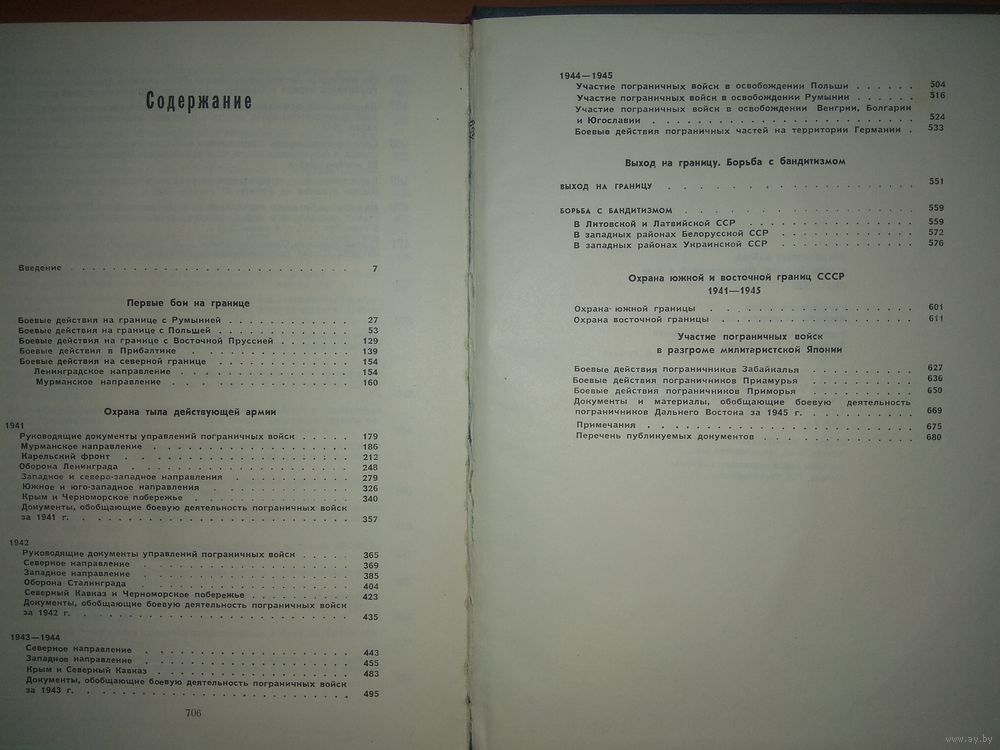 Содержание
Введение . . . . . . . . . . . . . . . . . . . . . . . . . 7
Первые бои на границе
Боевые действия на границе с Румынией . . . . . . . . . . . 27
Боевые действия на границе с Польшей . . . . . . . . . . . 53
Боевые действия на границе с Восточной Пруссией . . . . . . 129
Боевые действия в Прибалтике . . . . . . . . . . . . . 139
Боевые действия на северной границе . . . . . . . . . . . 154
Ленинградское направление . . . . . . . . . . . . . . 154
Мурманское направление . . . . . . . . . . . . . . . 160
Охрана тыла действующей армии
1941
Руководящие документы управлений пограничных войск . . . . . 179
Мурманское направление . . . . . . . . . . . . . . . . 186
Карельский фронт . . . . . . . . . . . . . . . . . . 212
Оборона Ленинграда . . . . . . . . . . . . . . . . . 248
Западное и северо-западное направления . . . . . . . . . . 279
Южное и юго-западное направления . . . . . . . . . . . 326
Крым и Черноморское побережье . . . . . . . . . . . . 340
Документы, обобщающие боевую деятельность пограничных войск
за 1941 г. . . . . . . . . . . . . . . . . . . . . . 357
1942
Руководящие документы управлений пограничных войск . . . . . 365
Северное направление . . . . . . . . . . . . . . . . 369
Западное направление . . . . . . . . . . . . . . . . 385
Оборона Сталинграда . . . . . . . . . . . . . . . . 404
Северный Кавказ и Черноморское побережье . . . . . . . . . 423
Документы, обобщающие боевую деятельность пограничных войск
за 1942 г. . . . . . . . . . . . . . . . . . . . . . 435
1943—1944
Северное направление . . . . . . . . . . . . . . . . 443
Западное направление . . . . . . . . . . . . . . . . 455
Крым и Северный Кавказ . . . . . . . . . . . . . . . 483
Документы, обобщающие боевую деятельность пограничных войск
за 1943 г. . . . . . . . . . . . . . . . . . . . . . 495
706
1944—1945
Участие пограничных войск в освобождении Польши . . . . . . 504
Участие пограничных войск в освобождении Румынии . . . . . . 516
Участие пограничных войск в освобождении Венгрии, Болгарии
и Югославии . . . . . . . . . . . . . . . . . . . . 524
Боевые действия пограничных частей на территории Германии . 533
Выход на границу. Борьба с бандитизмом
ВЫХОД НА ГРАНИЦУ . . . . . . . . . . . . . . . . . . 551
БОРЬБА С БАНДИТИЗМОМ . . . . . . . . . . . . . . . . 559
В Литовской и Латвийской ССР . . . . . . . . . . . . . 559
В западных районах Белорусской ССР . . . . . . . . . . . 572
В западных районах Украинской ССР . . . . . . . . . . . 576
Охрана южной и восточной границ СССР
1941—1945
Охрана южной границы . . . . . . . . . . . . . . . . 601
Охрана восточной границы . . . . . . . . . . . . . . . 611
Участие пограничных войск
в разгроме милитаристской Японии
Боевые действия пограничников Забайкалья . . . . . . . . . 627
Боевые действия пограничников Приамурья . . . . . . . . . 636
Боевые действия пограничников Приморья . . . . . . . . . 650
Документы и материалы, обобщающие боевую деятельность
пограничников Дальнего Востока за 1945 г. . . . . . . . . . 669
Примечания . . . . . . . . . . . . . . . . . . . . 675
Перечень публикуемых документов . . . . . . . . . . . . 680
www.ay.by